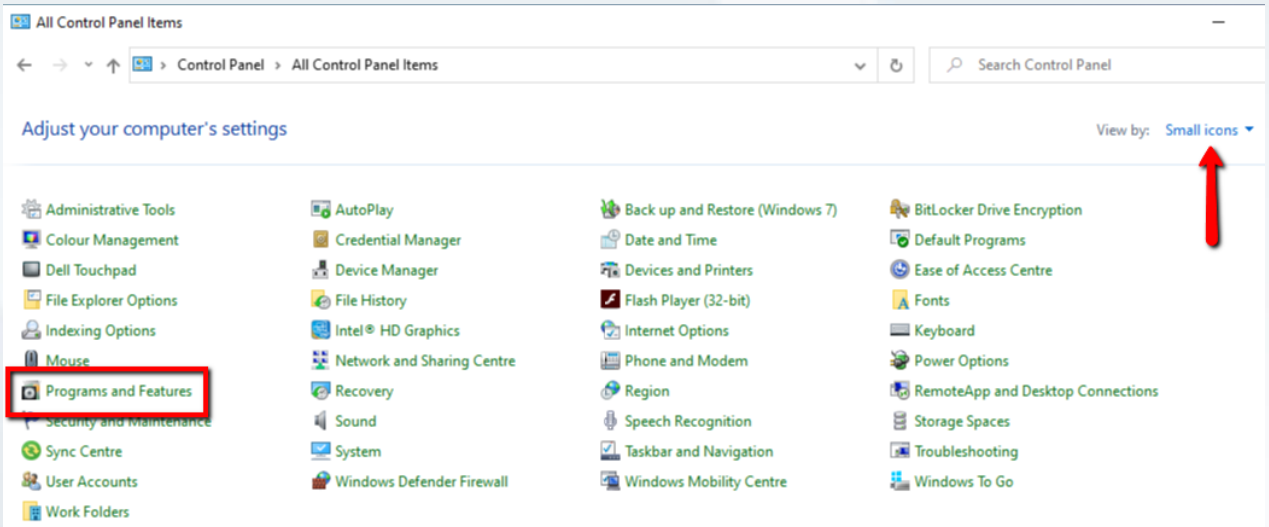 All Control Panel Items
Control Panel > All Control Panel Items
Search Control Panel
Adjust your computer's settings
View by: Small icons
Administrative Tools AutoPlay Back up and Restore (Windows 7) BitLocker Drive Encryption
Colour Management Credential Manager Date and Time Default Programs
Dell Touchpad Device Manager Devices and Printers Ease of Access Centre
File Explorer Options File History Flash Player (32-bit) Fonts
Indexing Options Intel® HD Graphics Internet Options Keyboard
Mouse Network and Sharing Centre Phone and Modem Power Options
Programs and Features Recovery Region RemoteApp and Desktop Connections
Security and Maintenance Sound Speech Recognition Storage Spaces
Sync Centre System Taskbar and Navigation Troubleshooting
User Accounts Windows Defender Firewall Windows Mobility Centre Windows To Go
Work Folders